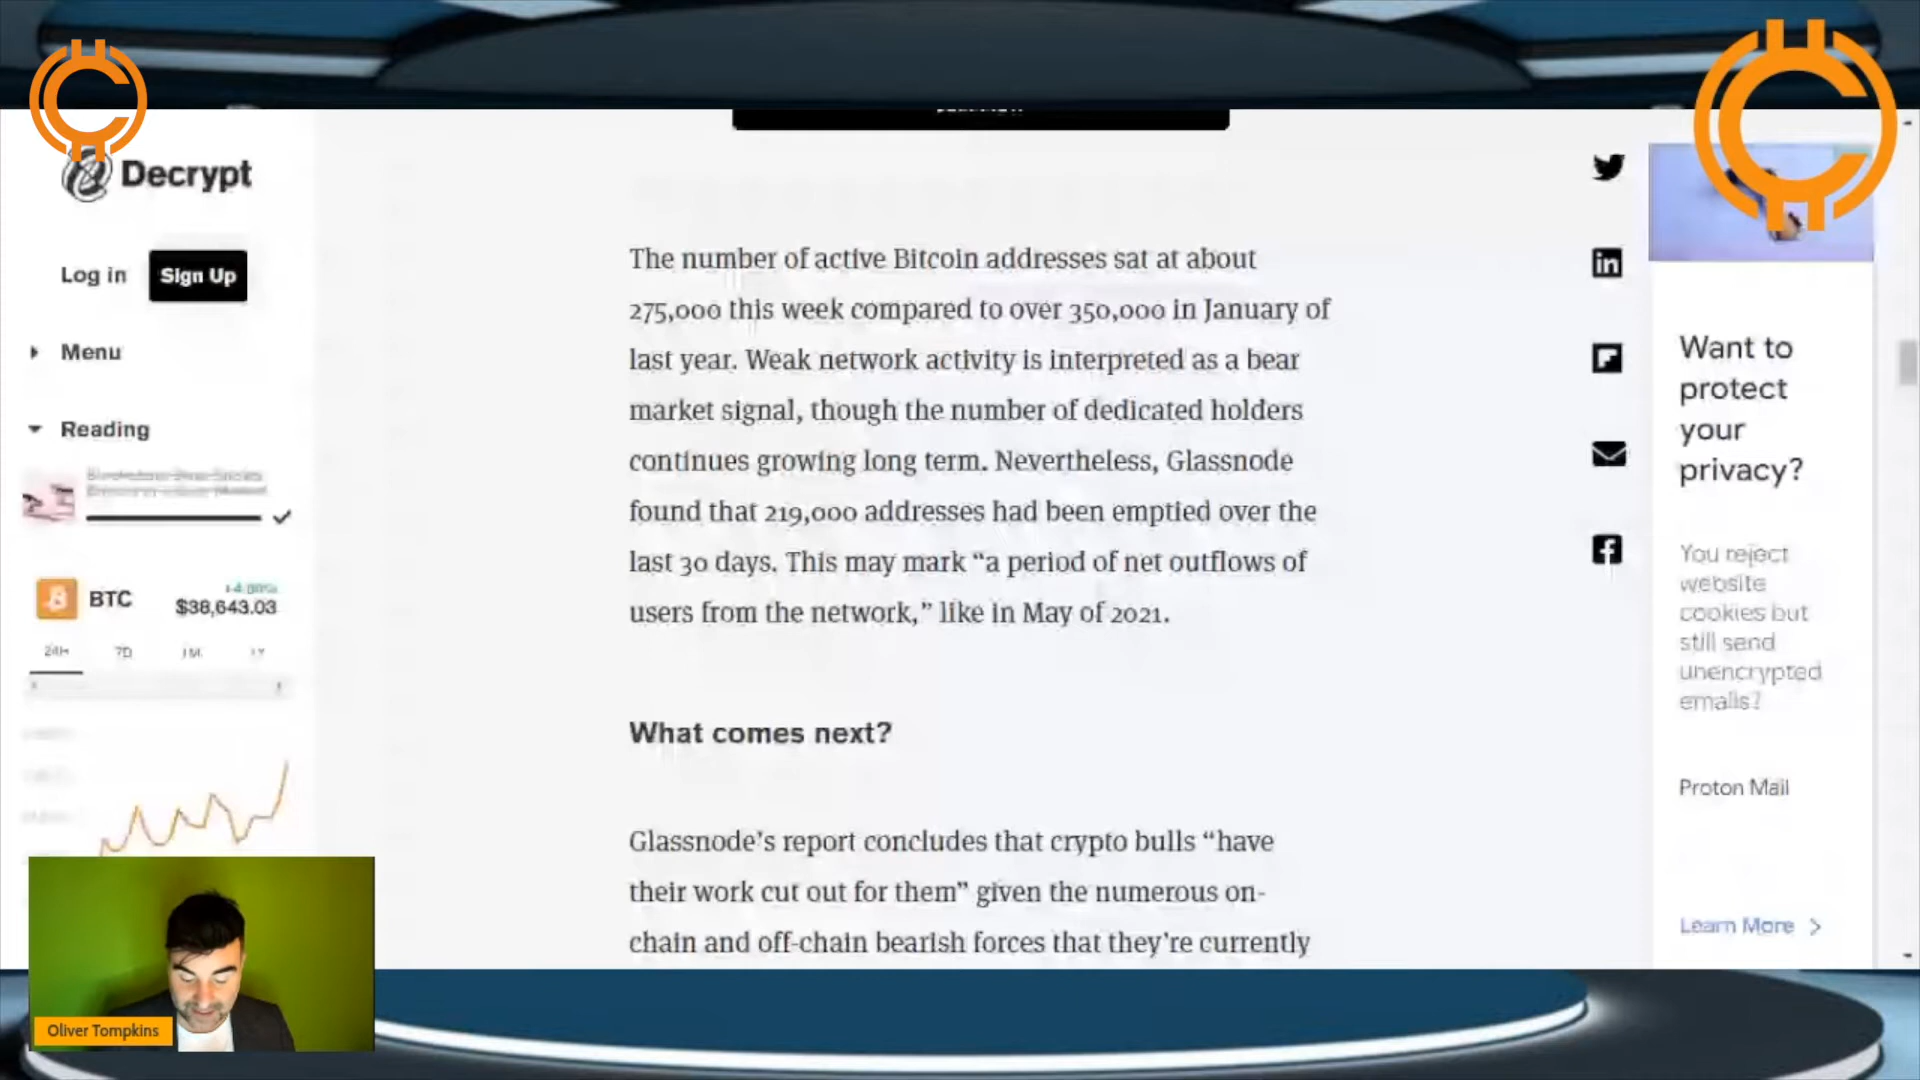 Decrypt
Log in
Sign Up
Menu
Reading
BTC
$38,643.03
24H
7D
1M
1Y
The number of active Bitcoin addresses sat at about
275,000 this week compared to over 350,000 in January of
last year. Weak network activity is interpreted as a bear
market signal, though the number of dedicated holders
continues growing long term. Nevertheless, Glassnode
found that 219,000 addresses had been emptied over the
last 30 days. This may mark “a period of net outflows of
users from the network,” like in May of 2021.
What comes next?
Glassnode’s report concludes that crypto bulls “have
their work cut out for them” given the numerous on-
chain and off-chain bearish forces that they’re currently
Want to
protect
your
privacy?
You reject
website
cookies but
still send
unencrypted
emails?
Proton Mail
Learn More
Oliver Tompkins